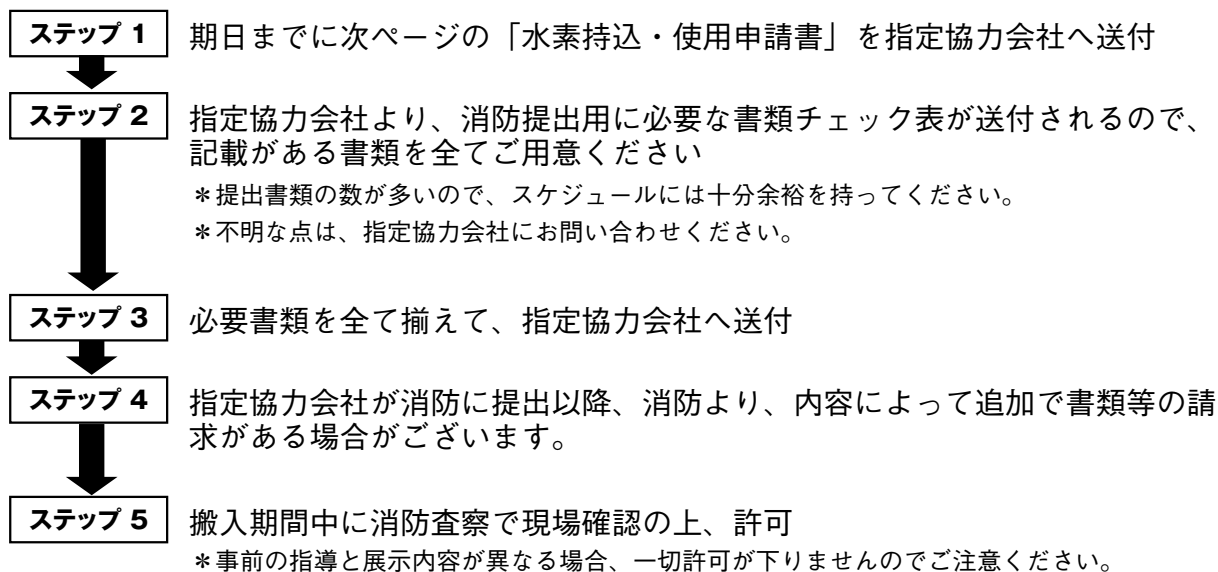 ステップ 1
期日までに次ページの「水素持込・使用申請書」を指定協力会社へ送付
ステップ 2
指定協力会社より、消防提出用に必要な書類チェック表が送付されるので、
記載がある書類を全てご用意ください
＊提出書類の数が多いので、スケジュールには十分余裕を持ってください。
＊不明な点は、指定協力会社にお問い合わせください。
ステップ 3
必要書類を全て揃えて、指定協力会社へ送付
ステップ 4
指定協力会社が消防に提出以降、消防より、内容によって追加で書類等の請
求がある場合がございます。
ステップ 5
搬入期間中に消防査察で現場確認の上、許可
＊事前の指導と展示内容が異なる場合、一切許可が下りませんのでご注意ください。